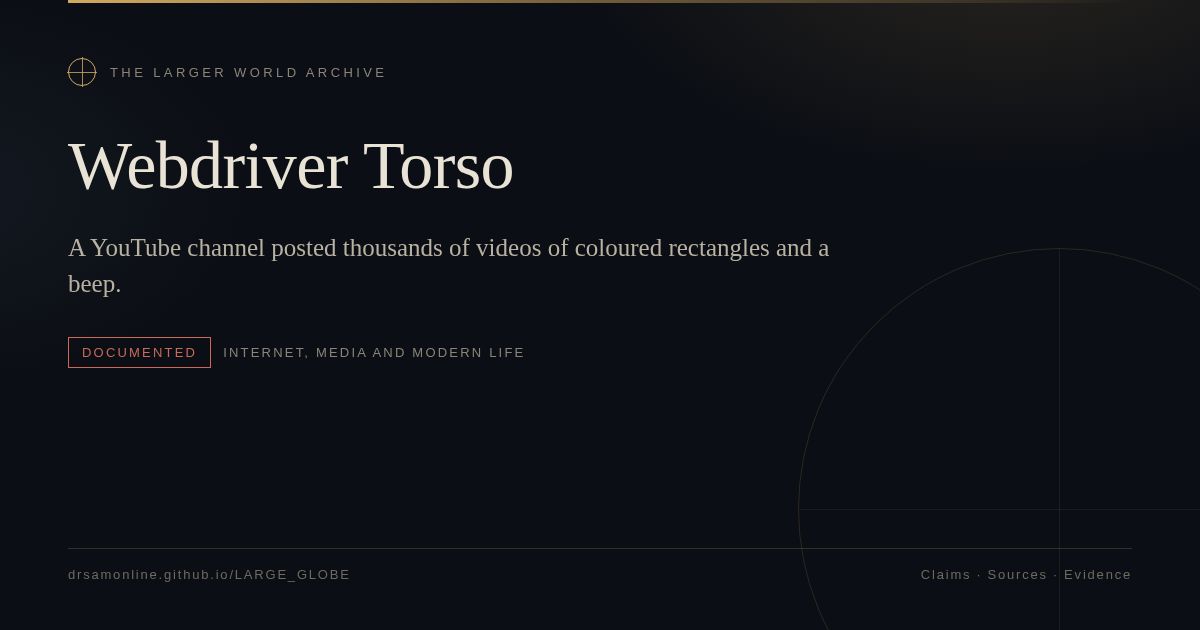 THE LARGER WORLD ARCHIVE
Webdriver Torso
A YouTube channel posted thousands of videos of coloured rectangles and a
beep.
DOCUMENTED INTERNET, MEDIA AND MODERN LIFE
drsamonline.github.io/LARGE_GLOBE
Claims · Sources · Evidence